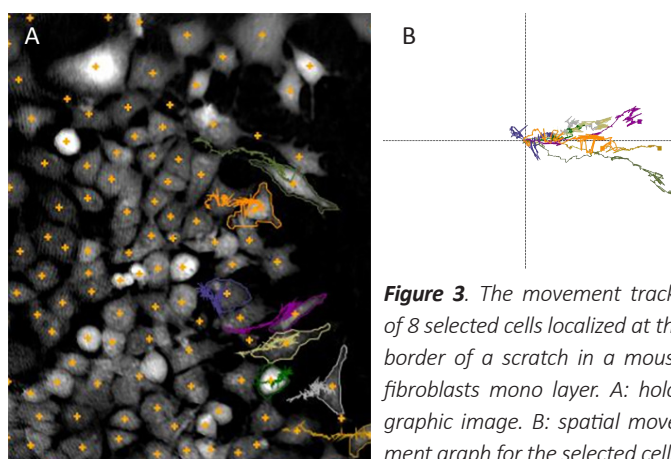 A
B
Figure 3. The movement track
of 8 selected cells localized at th
border of a scratch in a mous
fibroblasts mono layer. A: holo
graphic image. B: spatial move
ment graph for the selected cell